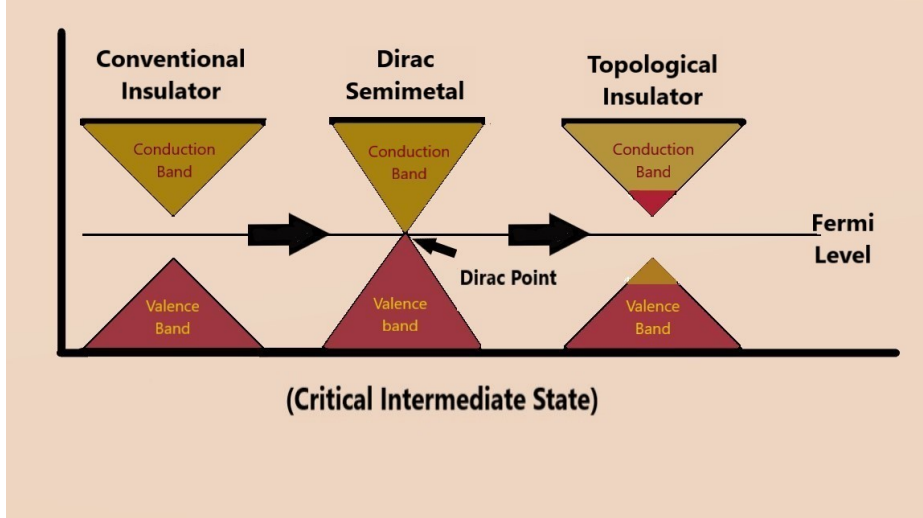 Conventional
Insulator
Dirac
Semimetal
Topological
Insulator
Conduction
Band
Conduction
Band
Conduction
Band
Fermi
Level
Dirac Point
Valence
Band
Valence
band
Valence
Band
(Critical Intermediate State)